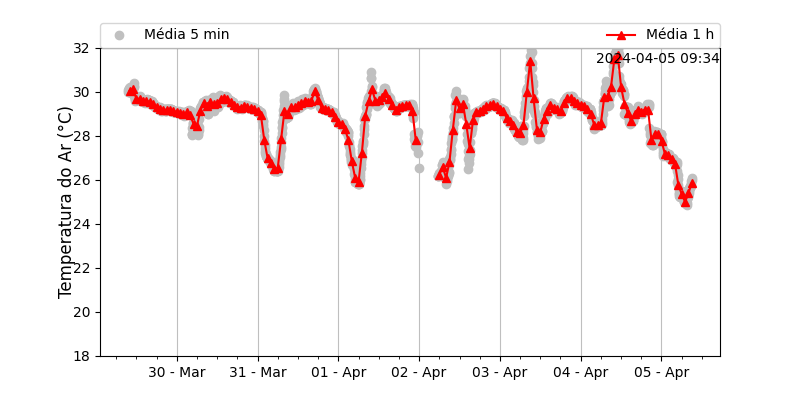 Média 5 min
Média 1 h
2024-04-05 09:34
Temperatura do Ar (°C)
32
30
28
26
24
22
20
18
30 - Mar
31 - Mar
01 - Apr
02 - Apr
03 - Apr
04 - Apr
05 - Apr